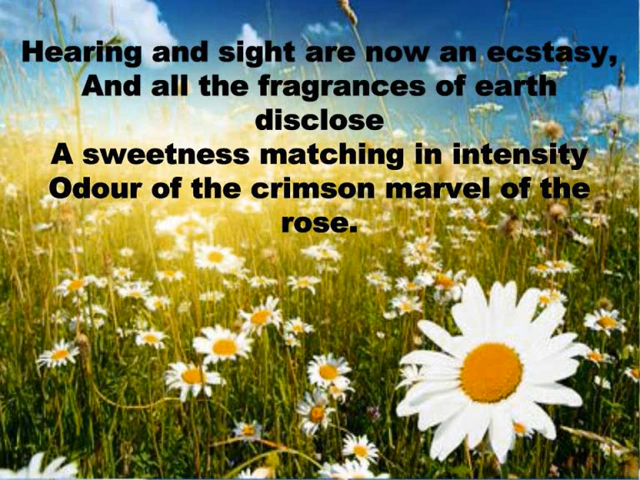 Hearing and sight are now an ecstasy,
And all the fragrances of earth
disclose
A sweetness matching in intensity
Odour of the crimson marvel of the
rose.